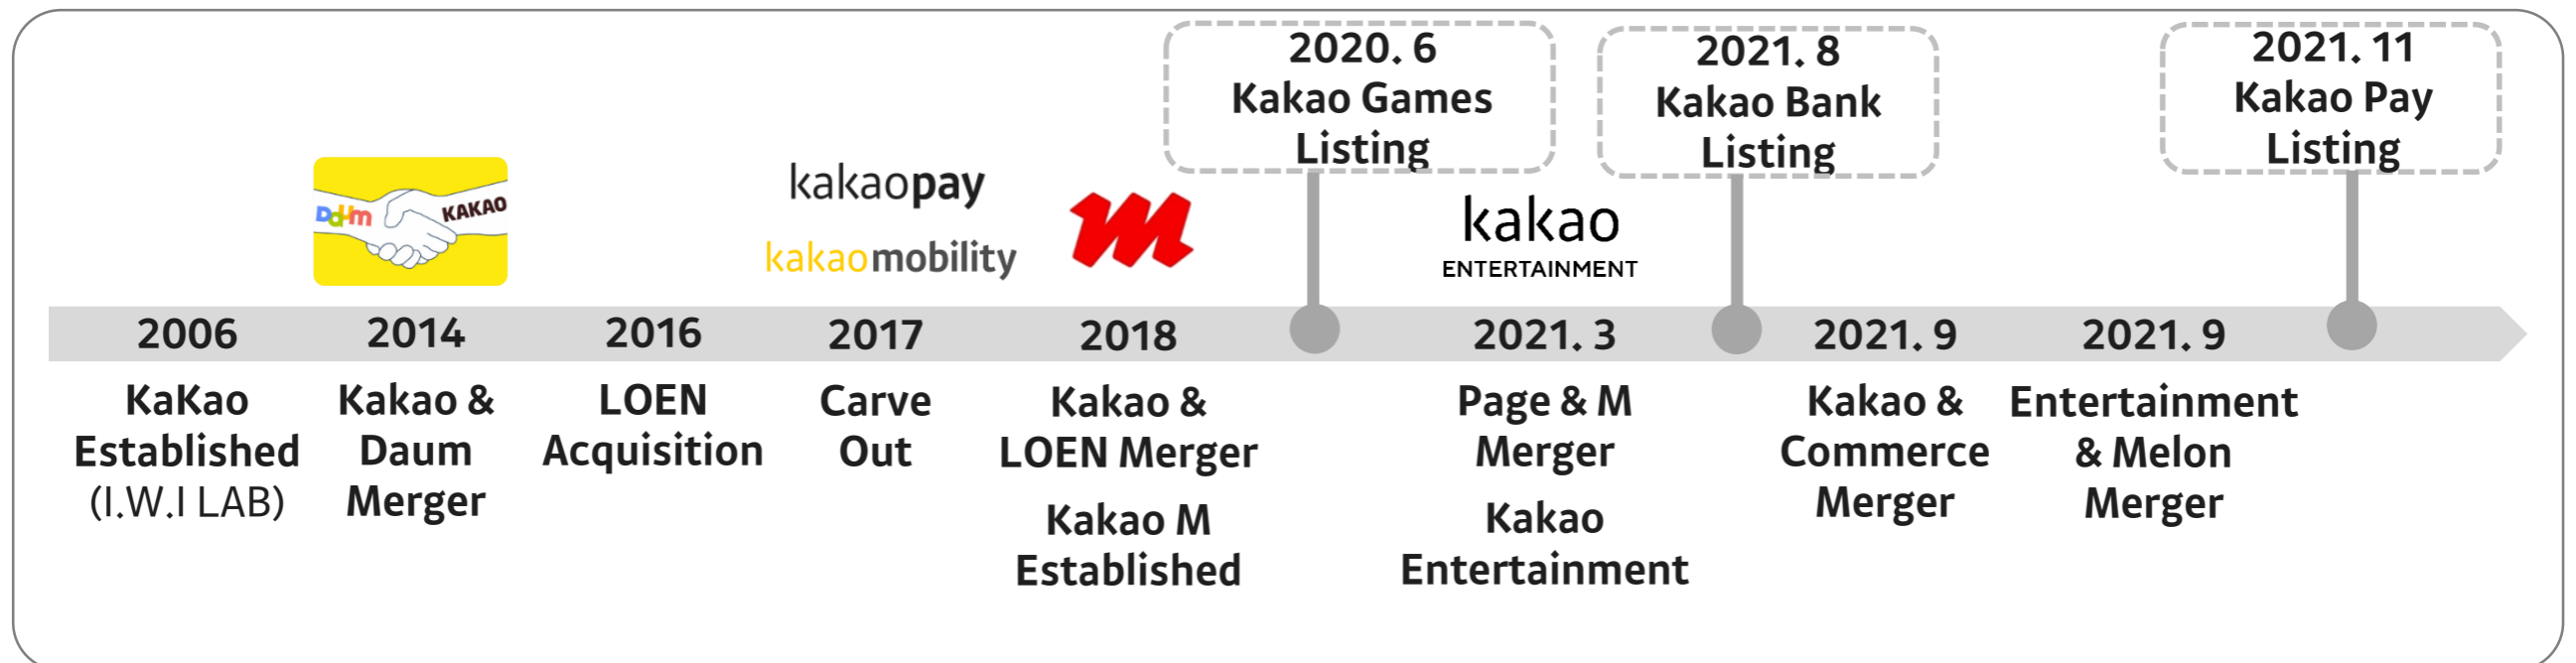 2020. 6
Kakao Games
Listing
2021. 8
Kakao Bank
Listing
2021. 11
Kakao Pay
Listing
Daum
KAKAO
kakaopay
kakaomobility
kakao
ENTERTAINMENT
2006
2014
2016
2017
2018
2021. 3
2021. 9
2021. 9
KaKao
Established
(I.W.I LAB)
Kakao &
Daum
Merger
LOEN
Acquisition
Carve
Out
Kakao &
LOEN Merger
Kakao M
Established
Page & M
Merger
Kakao
Entertainment
Kakao &
Commerce
Merger
Entertainment
& Melon
Merger